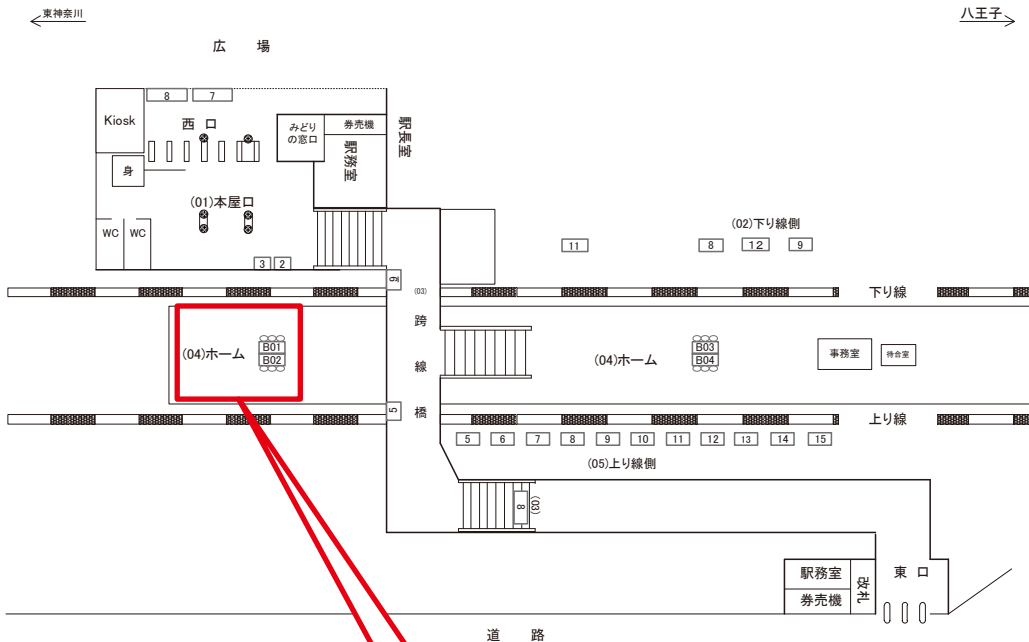 東神奈川
八王子
広 場
8
7
Kiosk
西 口
みどり
の窓口
券売機
駅務室
駅長室
身
(01)本屋口
WC
WC
3
2
(02)下り線側
11
8
12
9
9
(03)
下り線
跨線橋
(04)ホーム
B01
B02
(04)ホーム
B03
B04
事務室
待合室
5
上り線
5
6
7
8
9
10
11
12
13
14
15
(05)上り線側
8
(03)
駅務室
券売機
改札
東 口
道 路